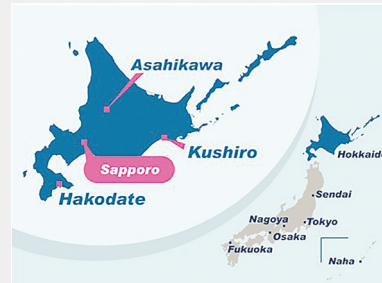 Asahikawa
Kushiro
Sapporo
Hakodate
Hokkaid
Sendai
Nagoya
Tokyo
Osaka
Fukuoka
Naha